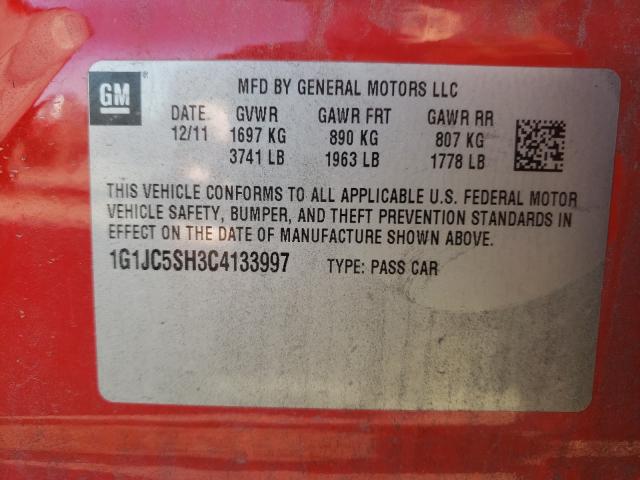 GM
MFD BY GENERAL MOTORS LLC
DATE GVWR GAWR FRT GAWR RR
12/11 1697 KG 890 KG 807 KG
3741 LB 1963 LB 1778 LB
THIS VEHICLE CONFORMS TO ALL APPLICABLE U.S. FEDERAL MOTOR
VEHICLE SAFETY, BUMPER, AND THEFT PREVENTION STANDARDS IN
EFFECT ON THE DATE OF MANUFACTURE SHOWN ABOVE.
1G1JC5SH3C4133997 TYPE: PASS CAR